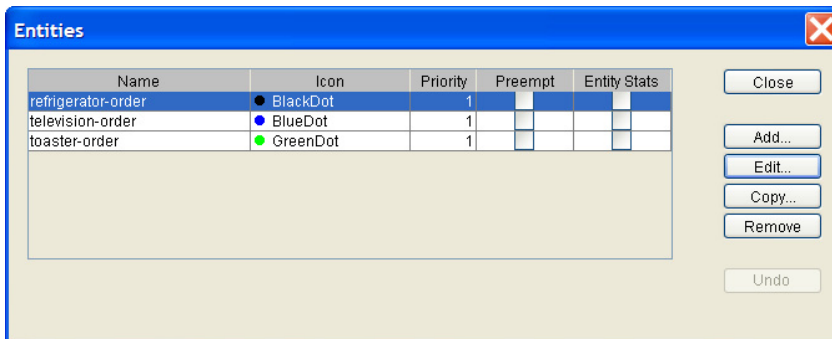 Entities
Name Icon Priority Preempt Entity Stats
refrigerator-order BlackDot 1
television-order BlueDot 1
toaster-order GreenDot 1
Close
Add...
Edit...
Copy...
Remove
Undo